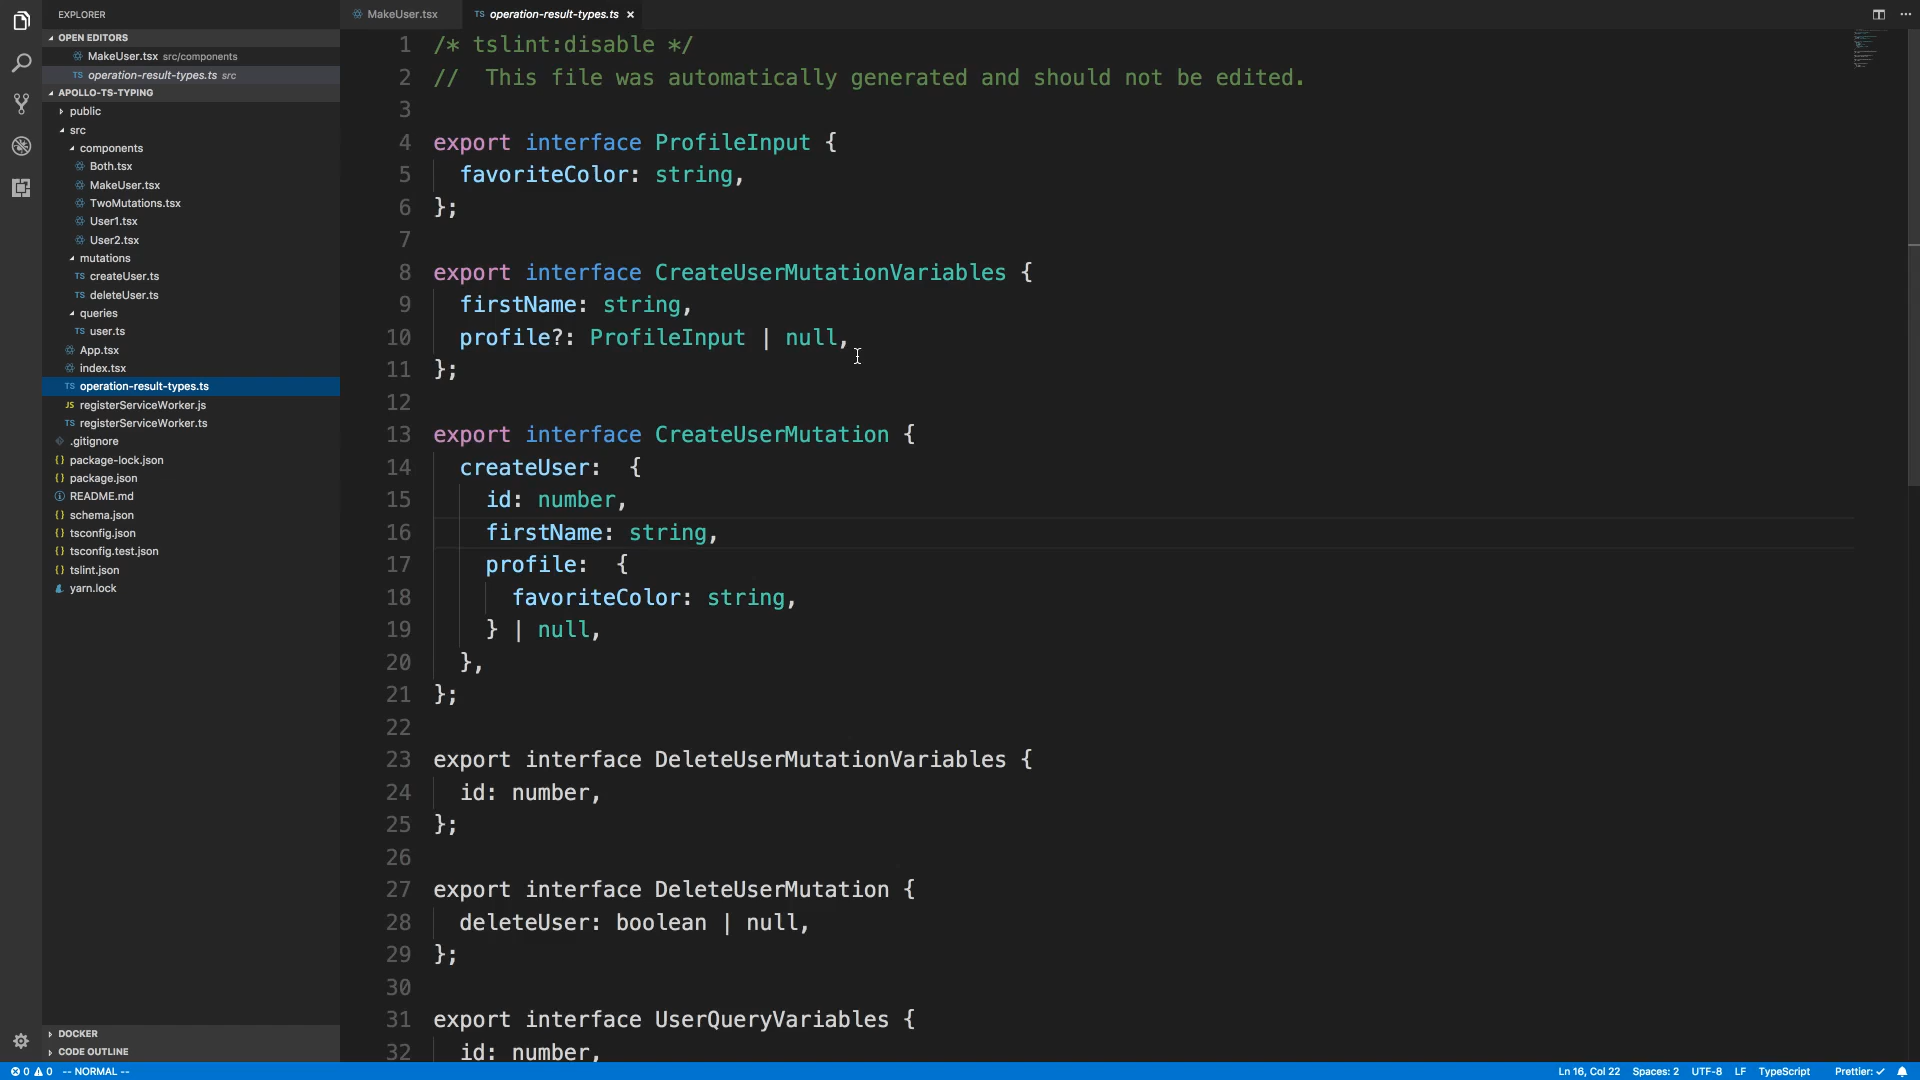 EXPLORER
OPEN EDITORS
MakeUser.tsx src/components
operation-result-types.ts src
APOLLO-TS-TYPING
public
src
components
Both.tsx
MakeUser.tsx
TwoMutations.tsx
User1.tsx
User2.tsx
mutations
TS createUser.ts
TS deleteUser.ts
queries
TS user.ts
App.tsx
index.tsx
TS operation-result-types.ts
JS registerServiceWorker.js
TS registerServiceWorker.ts
.gitignore
{} package-lock.json
{} package.json
README.md
{} schema.json
{} tsconfig.json
{} tsconfig.test.json
{} tslint.json
yarn.lock
DOCKER
CODE OUTLINE
MakeUser.tsx
TS operation-result-types.ts ×
1 /* tslint:disable */
2 //  This file was automatically generated and should not be edited.
3
4 export interface ProfileInput {
5   favoriteColor: string,
6 };
7
8 export interface CreateUserMutationVariables {
9   firstName: string,
10   profile?: ProfileInput | null,
11 };
12
13 export interface CreateUserMutation {
14   createUser:  {
15     id: number,
16     firstName: string,
17     profile:  {
18       favoriteColor: string,
19     } | null,
20   },
21 };
22
23 export interface DeleteUserMutationVariables {
24   id: number,
25 };
26
27 export interface DeleteUserMutation {
28   deleteUser: boolean | null,
29 };
30
31 export interface UserQueryVariables {
32   id: number,
0 0 -- NORMAL --
Ln 16, Col 22 Spaces: 2 UTF-8 LF TypeScript Prettier: ✓